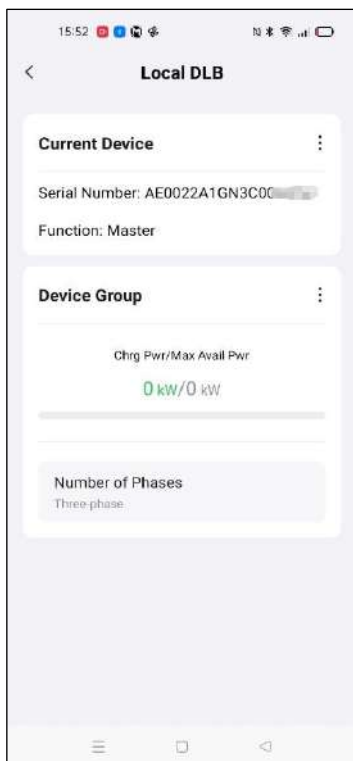 15:52
Local DLB
Current Device
Serial Number: AE0022A1GN3C00
Function: Master
Device Group
Chrg Pwr/Max Avail Pwr
0 kW/0 kW
Number of Phases
Three-phase